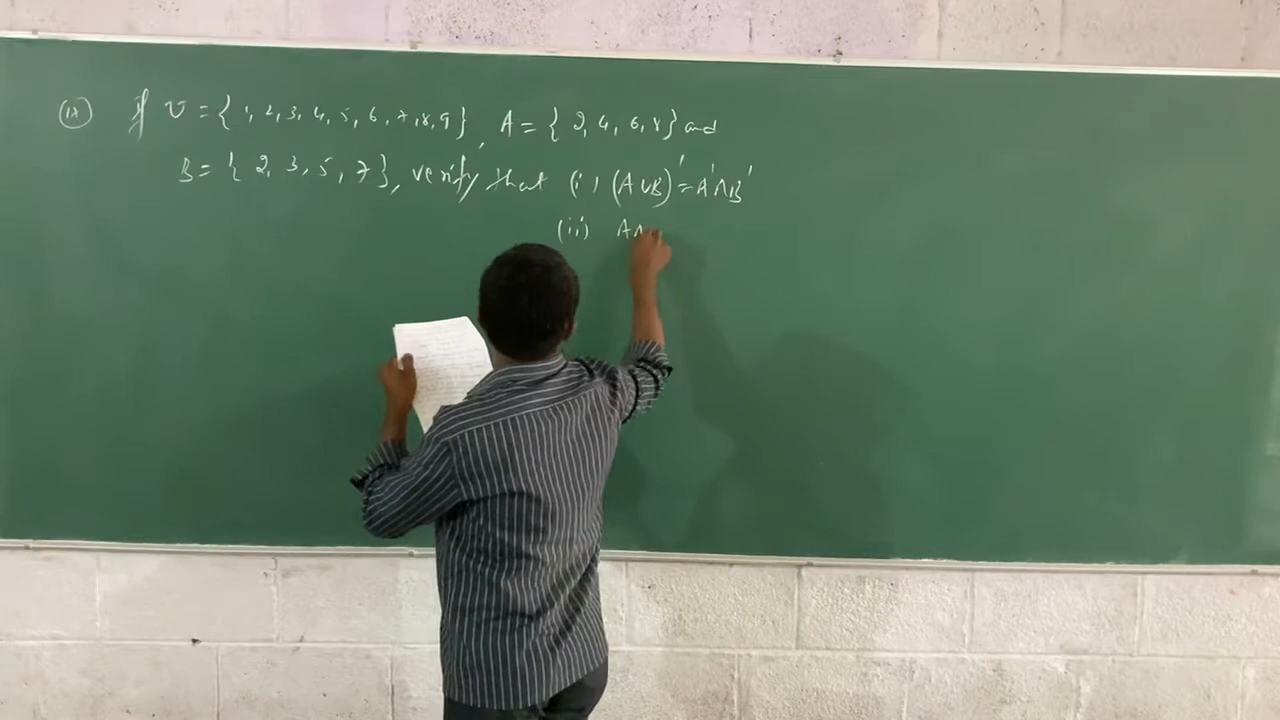 (ix) if U = { 1, 2, 3, 4, 5, 6, 7, 8, 9 }, A = { 2, 4, 6, 8 } and
B = { 2, 3, 5, 7 }, verify that (i) (A∪B)' = A'∩B'
(ii) A∩